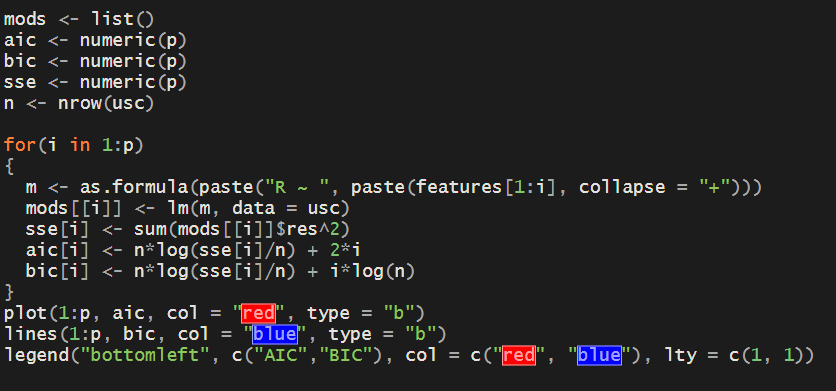 mods <- list()
aic <- numeric(p)
bic <- numeric(p)
sse <- numeric(p)
n <- nrow(usc)

for(i in 1:p)
{
  m <- as.formula(paste("R ~ ", paste(features[1:i], collapse = "+")))
  mods[[i]] <- lm(m, data = usc)
  sse[i] <- sum(mods[[i]]$res^2)
  aic[i] <- n*log(sse[i]/n) + 2*i
  bic[i] <- n*log(sse[i]/n) + i*log(n)
}
plot(1:p, aic, col = "red", type = "b")
lines(1:p, bic, col = "blue", type = "b")
legend("bottomleft", c("AIC","BIC"), col = c("red", "blue"), lty = c(1, 1))